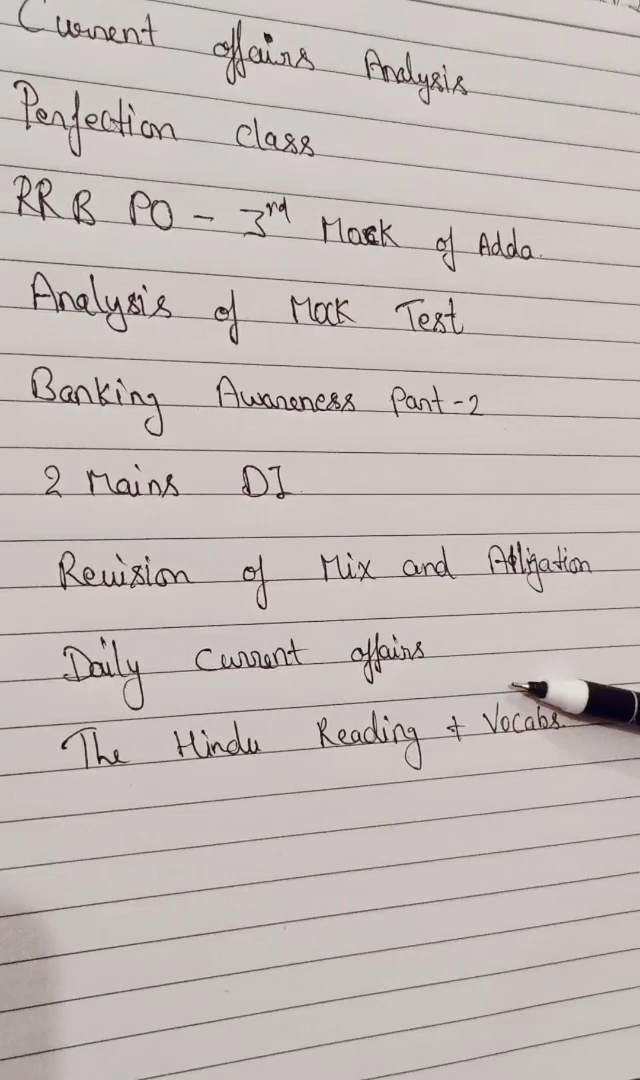 Current affairs Analysis
Perfection class
RRB PO - 3rd Mock of Adda.
Analysis of Mock Test
Banking Awareness Part-2
2 Mains DI
Revision of Mix and Alligation
Daily Current affairs
The Hindu Reading + Vocabs.